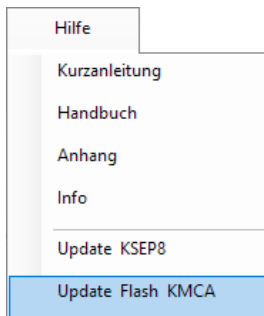 Hilfe
Kurzanleitung
Handbuch
Anhang
Info
Update KSEP8
Update Flash KMCA